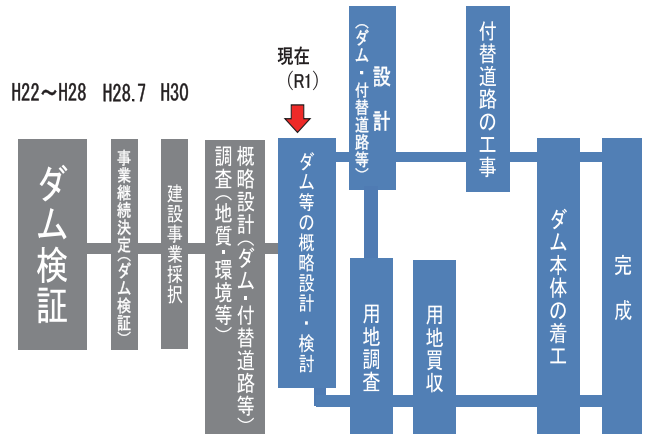 H22～H28
H28.7
H30
現在
（R1）
ダム検証
事業継続決定（ダム検証）
建設事業採択
概略設計（ダム・付替道路等）
調査（地質・環境等）
ダム等の概略設計・検討
設計
（ダム・付替道路等）
用地調査
用地買収
付替道路の工事
ダム本体の着工
完成